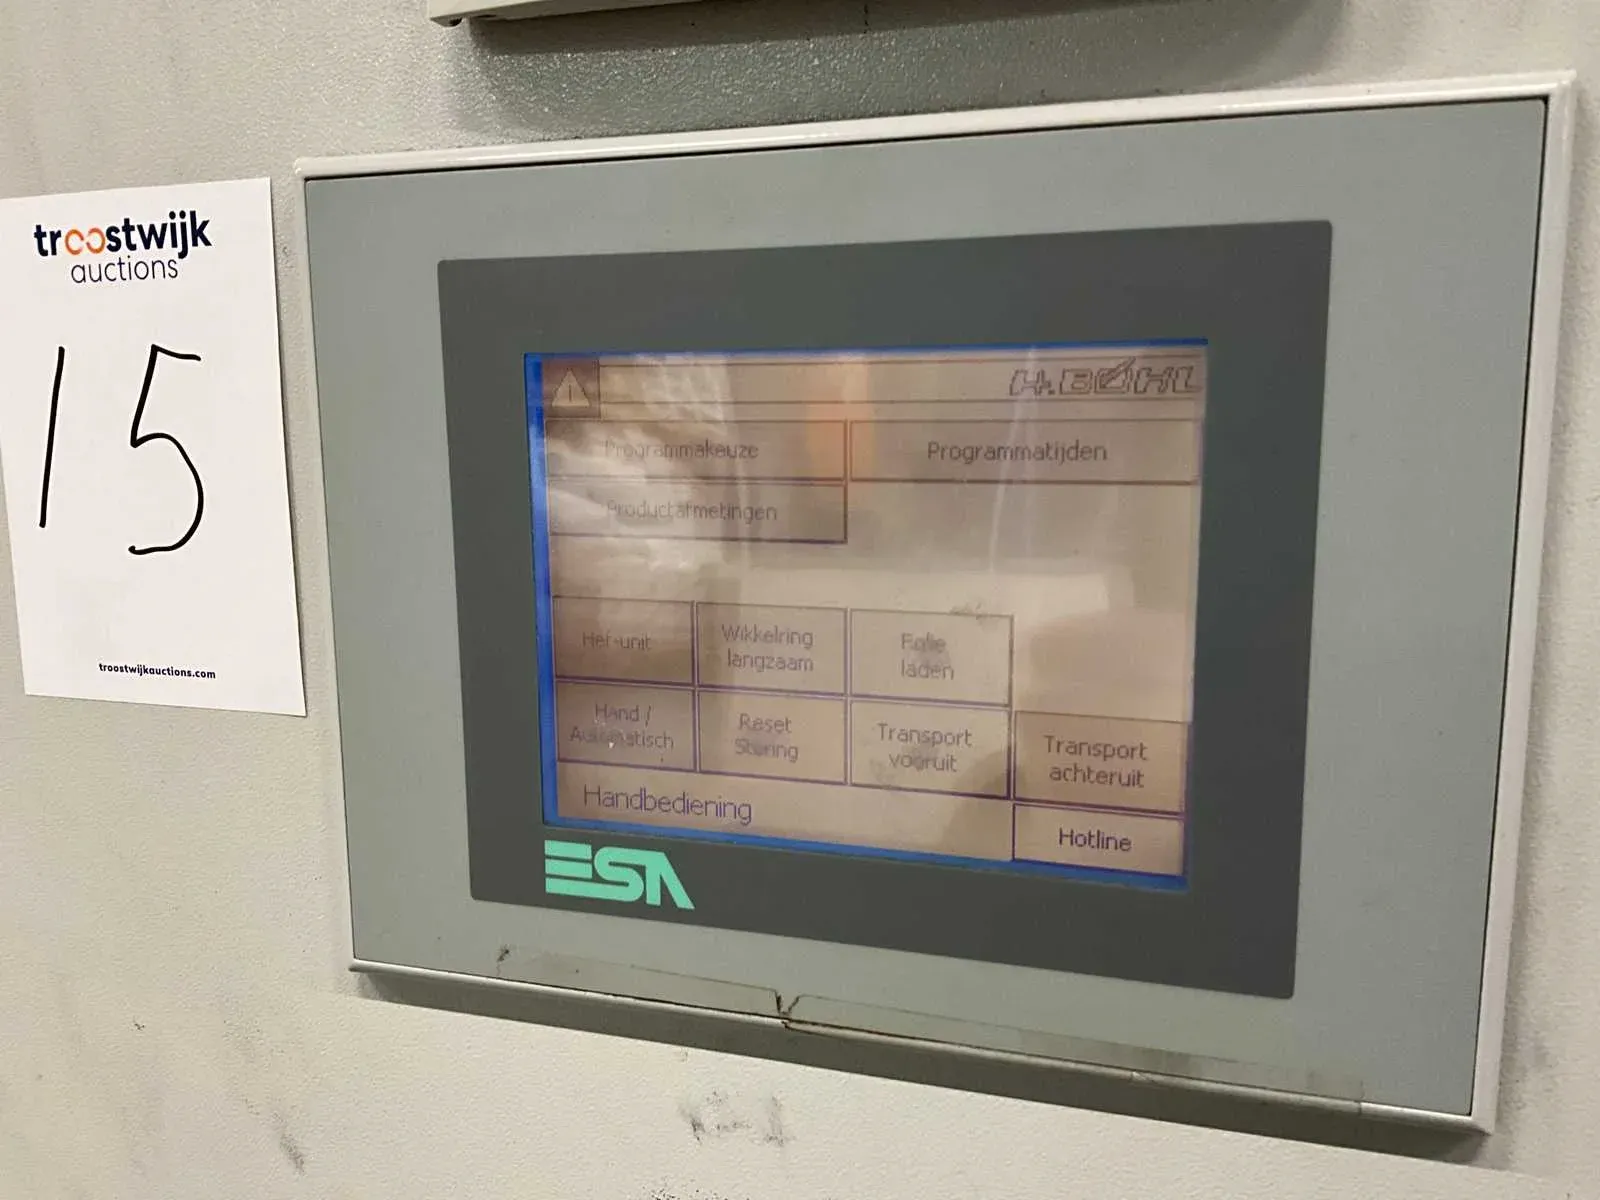 troostwijk
auctions
15
troostwijkauctions.com
H.BÖHL
Programmakeuze
Programmatijden
Productafmetingen
Hef-unit
Wikkelring
langzaam
Folie
laden
Hand /
Automatisch
Reset
Storing
Transport
vooruit
Transport
achteruit
Handbediening
Hotline
ESA